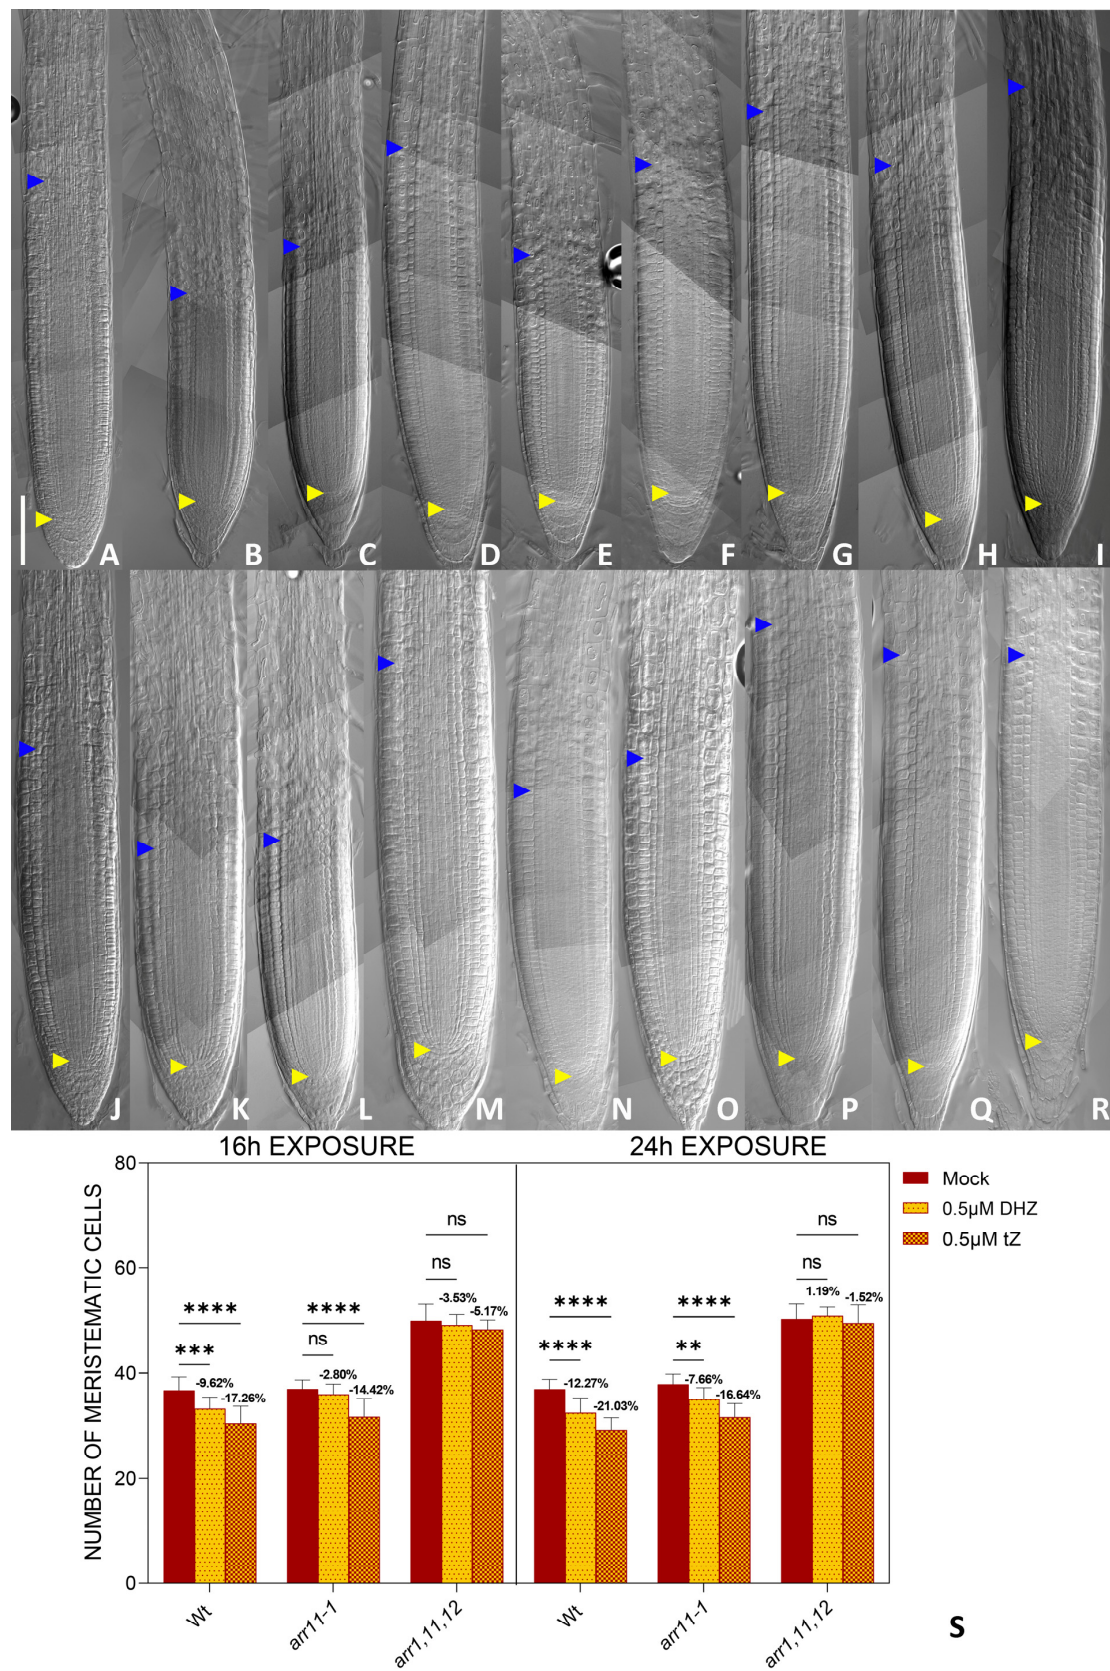 A B C D E F G H I
J K L M N O P Q R
16h EXPOSURE 24h EXPOSURE
NUMBER OF MERISTEMATIC CELLS
80
60
40
20
0
Mock
0.5µM DHZ
0.5µM tZ
ns ns
ns ns
-3.53% -5.17% 1.19% -1.52%
**** **** **** ****
*** ns **** **
-9.62% -17.26% -2.80% -14.42% -12.27% -21.03% -7.66% -16.64%
Wt arr11-1 arr1,11,12 Wt arr11-1 arr1,11,12
S